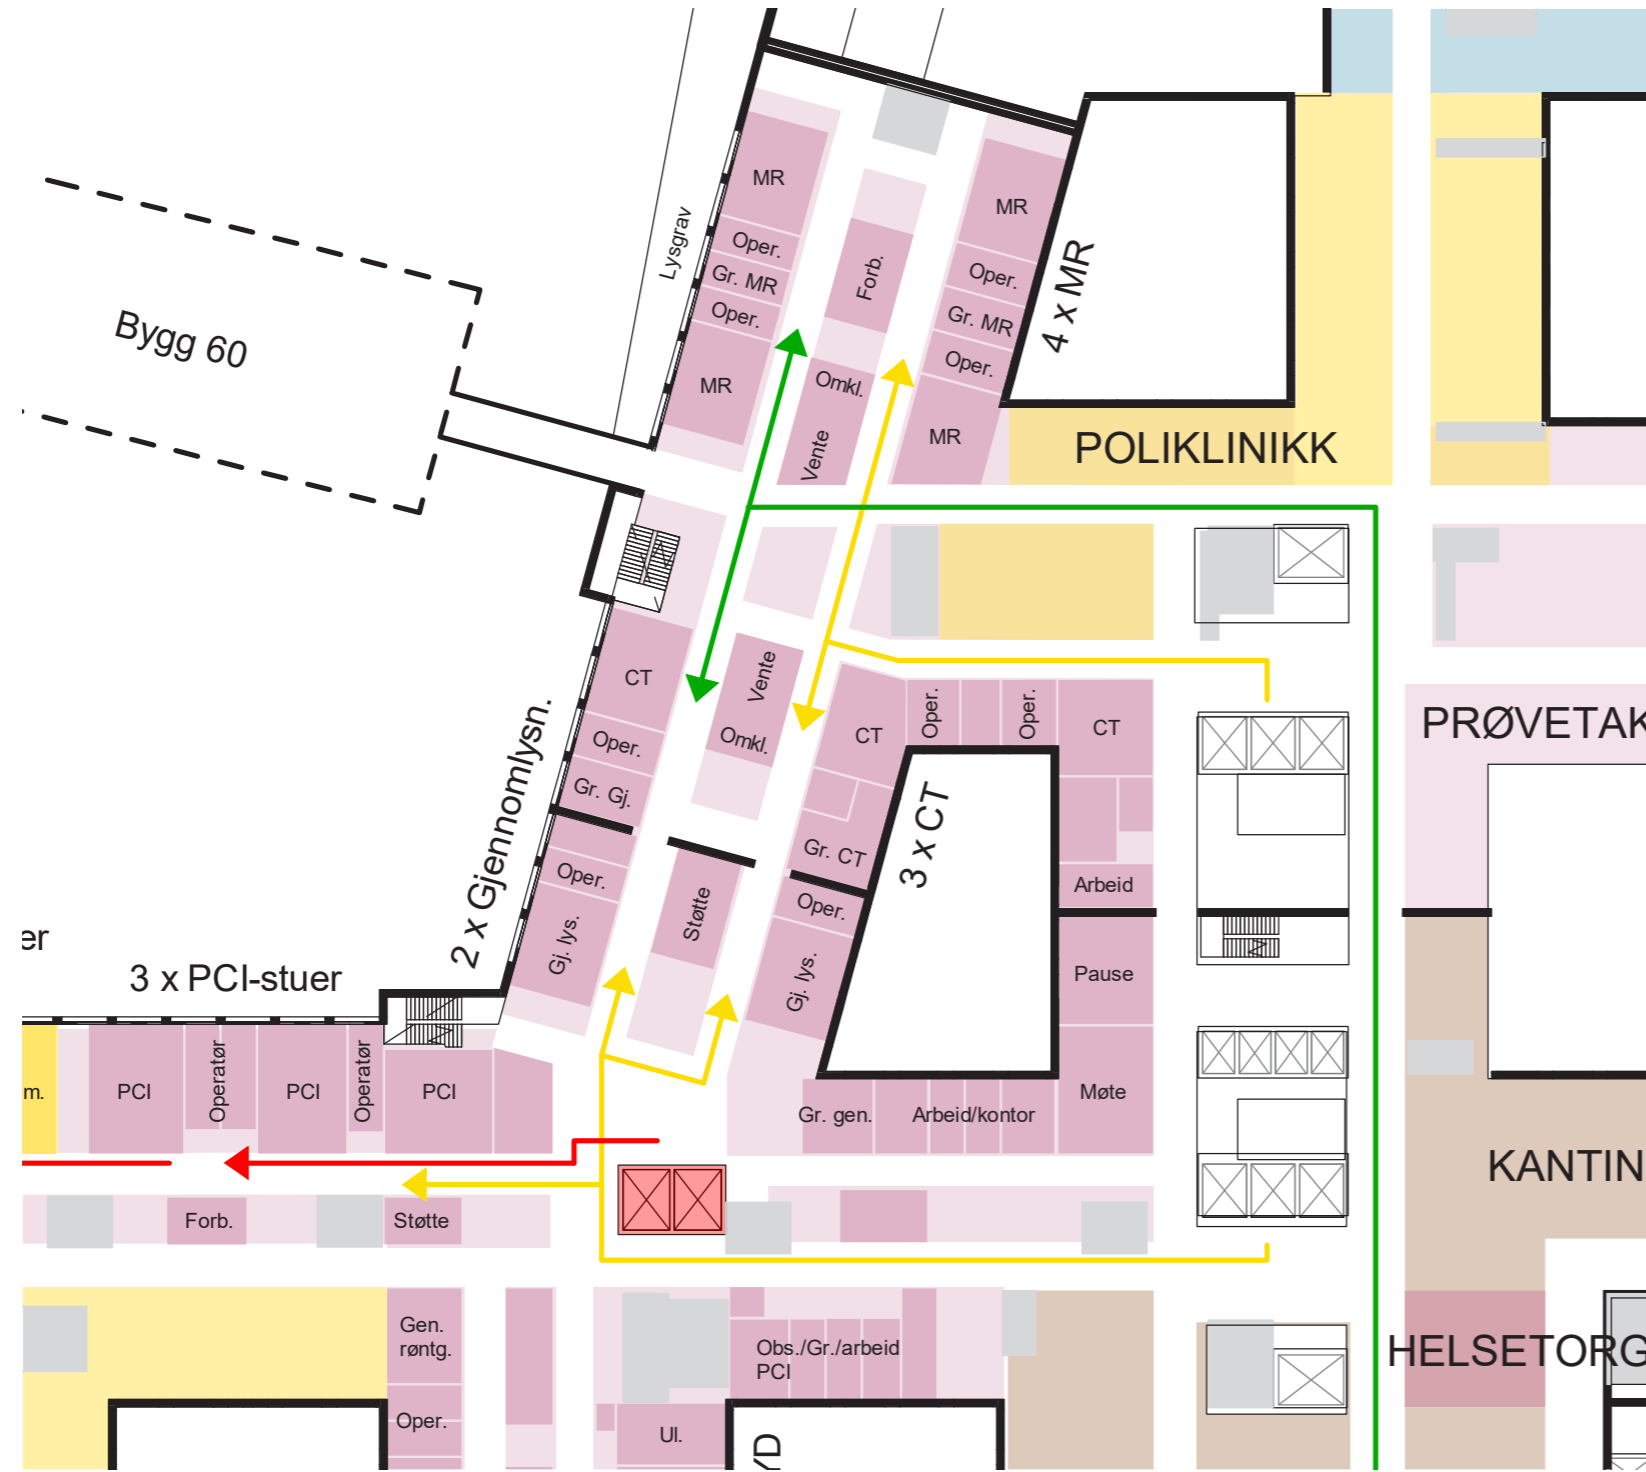 MR
MR
Lysgrav
Oper.
Forb.
Oper.
4 x MR
Gr. MR
Gr. MR
Oper.
Bygg 60
Oper.
MR
Omkl.
MR
Vente
POLIKLINIKK
CT
Vente
Oper.
Oper.
CT
CT
Omkl.
Oper.
PRØVETAK
Gr. Gj.
2 x Gjennomlysn.
3 x CT
Gr. CT
Oper.
Arbeid
Støtte
Oper.
er
Gj. lys.
3 x PCI-stuer
Gj. lys.
Pause
m.
PCI
Operatør
PCI
Operatør
PCI
Gr. gen.
Arbeid/kontor
Møte
KANTIN
Forb.
Støtte
Gen.
røntg.
Obs./Gr./arbeid
PCI
HELSETORG
Oper.
Ul.
YD